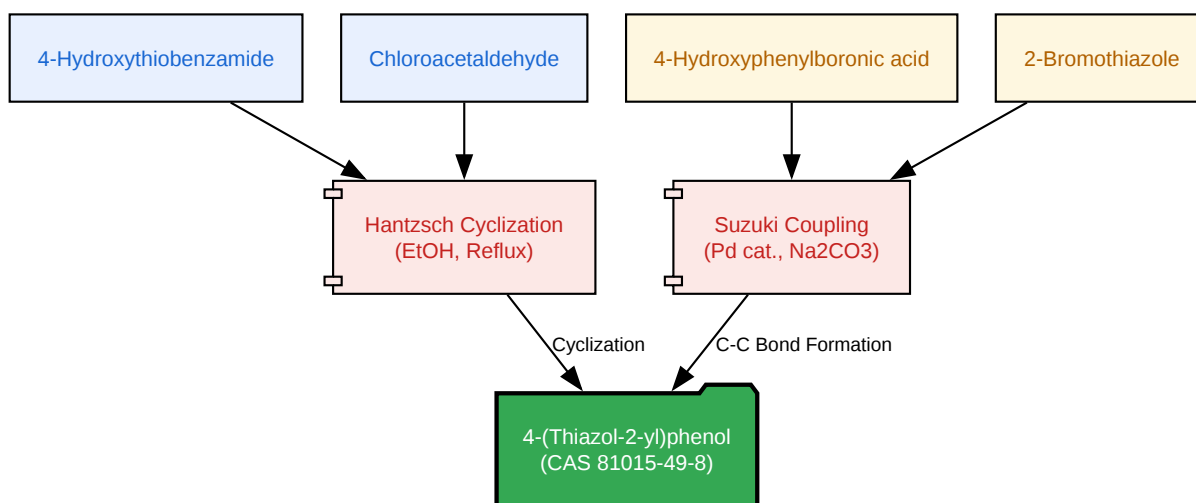 4-Hydroxythiobenzamide
Chloroacetaldehyde
4-Hydroxyphenylboronic acid
2-Bromothiazole
Hantzsch Cyclization
(EtOH, Reflux)
Suzuki Coupling
(Pd cat., Na2CO3)
Cyclization
C-C Bond Formation
4-(Thiazol-2-yl)phenol
(CAS 81015-49-8)